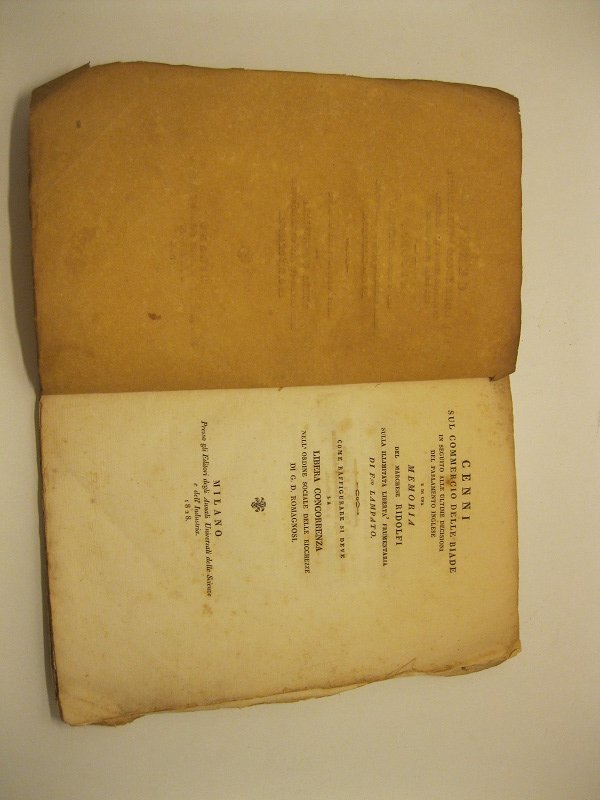 CENNI
SUL COMMERCIO DELLE BIADE
IN SEGUITO ALLE ULTIME DECISIONI
DEL PARLAMENTO INGLESE
E DI UNA
MEMORIA
DEL MARCHESE RIDOLFI
SULLA ILLIMITATA LIBERTA' FRUMENTARIA
DI F.co LAMPATO.
COME RAFFIGURARE SI DEVE
LA
LIBERA CONCORRENZA
NELL' ORDINE SOCIALE DELLE RICCHEZZE
DI G. D. ROMAGNOSI.
MILANO
Presso gli Editori degli Annali Universali delle Scienze
e dell' Industria.
1828.